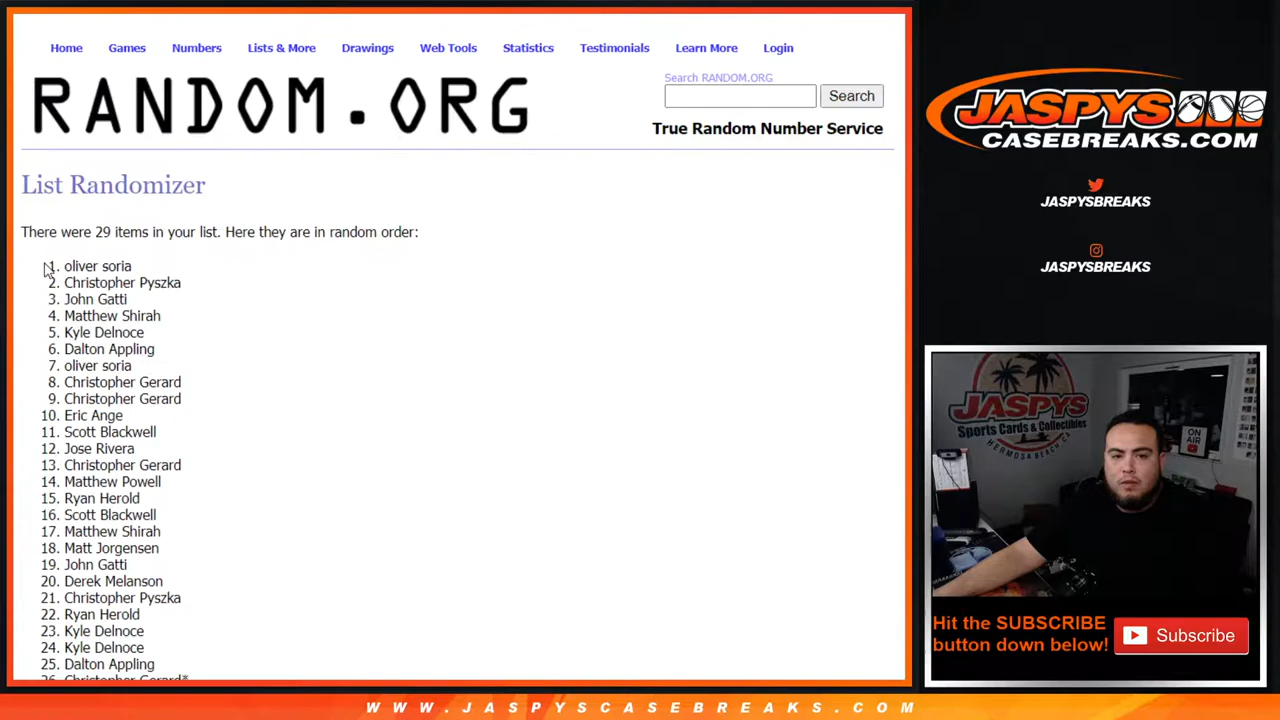 Home Games Numbers Lists & More Drawings Web Tools Statistics Testimonials Learn More Login
RANDOM.ORG
Search RANDOM.ORG
Search
True Random Number Service
List Randomizer
There were 29 items in your list. Here they are in random order:
1. oliver soria
2. Christopher Pyszka
3. John Gatti
4. Matthew Shirah
5. Kyle Delnoce
6. Dalton Appling
7. oliver soria
8. Christopher Gerard
9. Christopher Gerard
10. Eric Ange
11. Scott Blackwell
12. Jose Rivera
13. Christopher Gerard
14. Matthew Powell
15. Ryan Herold
16. Scott Blackwell
17. Matthew Shirah
18. Matt Jorgensen
19. John Gatti
20. Derek Melanson
21. Christopher Pyszka
22. Ryan Herold
23. Kyle Delnoce
24. Kyle Delnoce
25. Dalton Appling
26. Christopher Gerard*
JASPYS
CASEBREAKS.COM
JASPYSBREAKS
JASPYSBREAKS
JASPYS
Sports Cards & Collectibles
HERMOSA BEACH CA
ON AIR
Hit the SUBSCRIBE
button down below!
Subscribe
WWW.JASPYSCASEBREAKS.COM